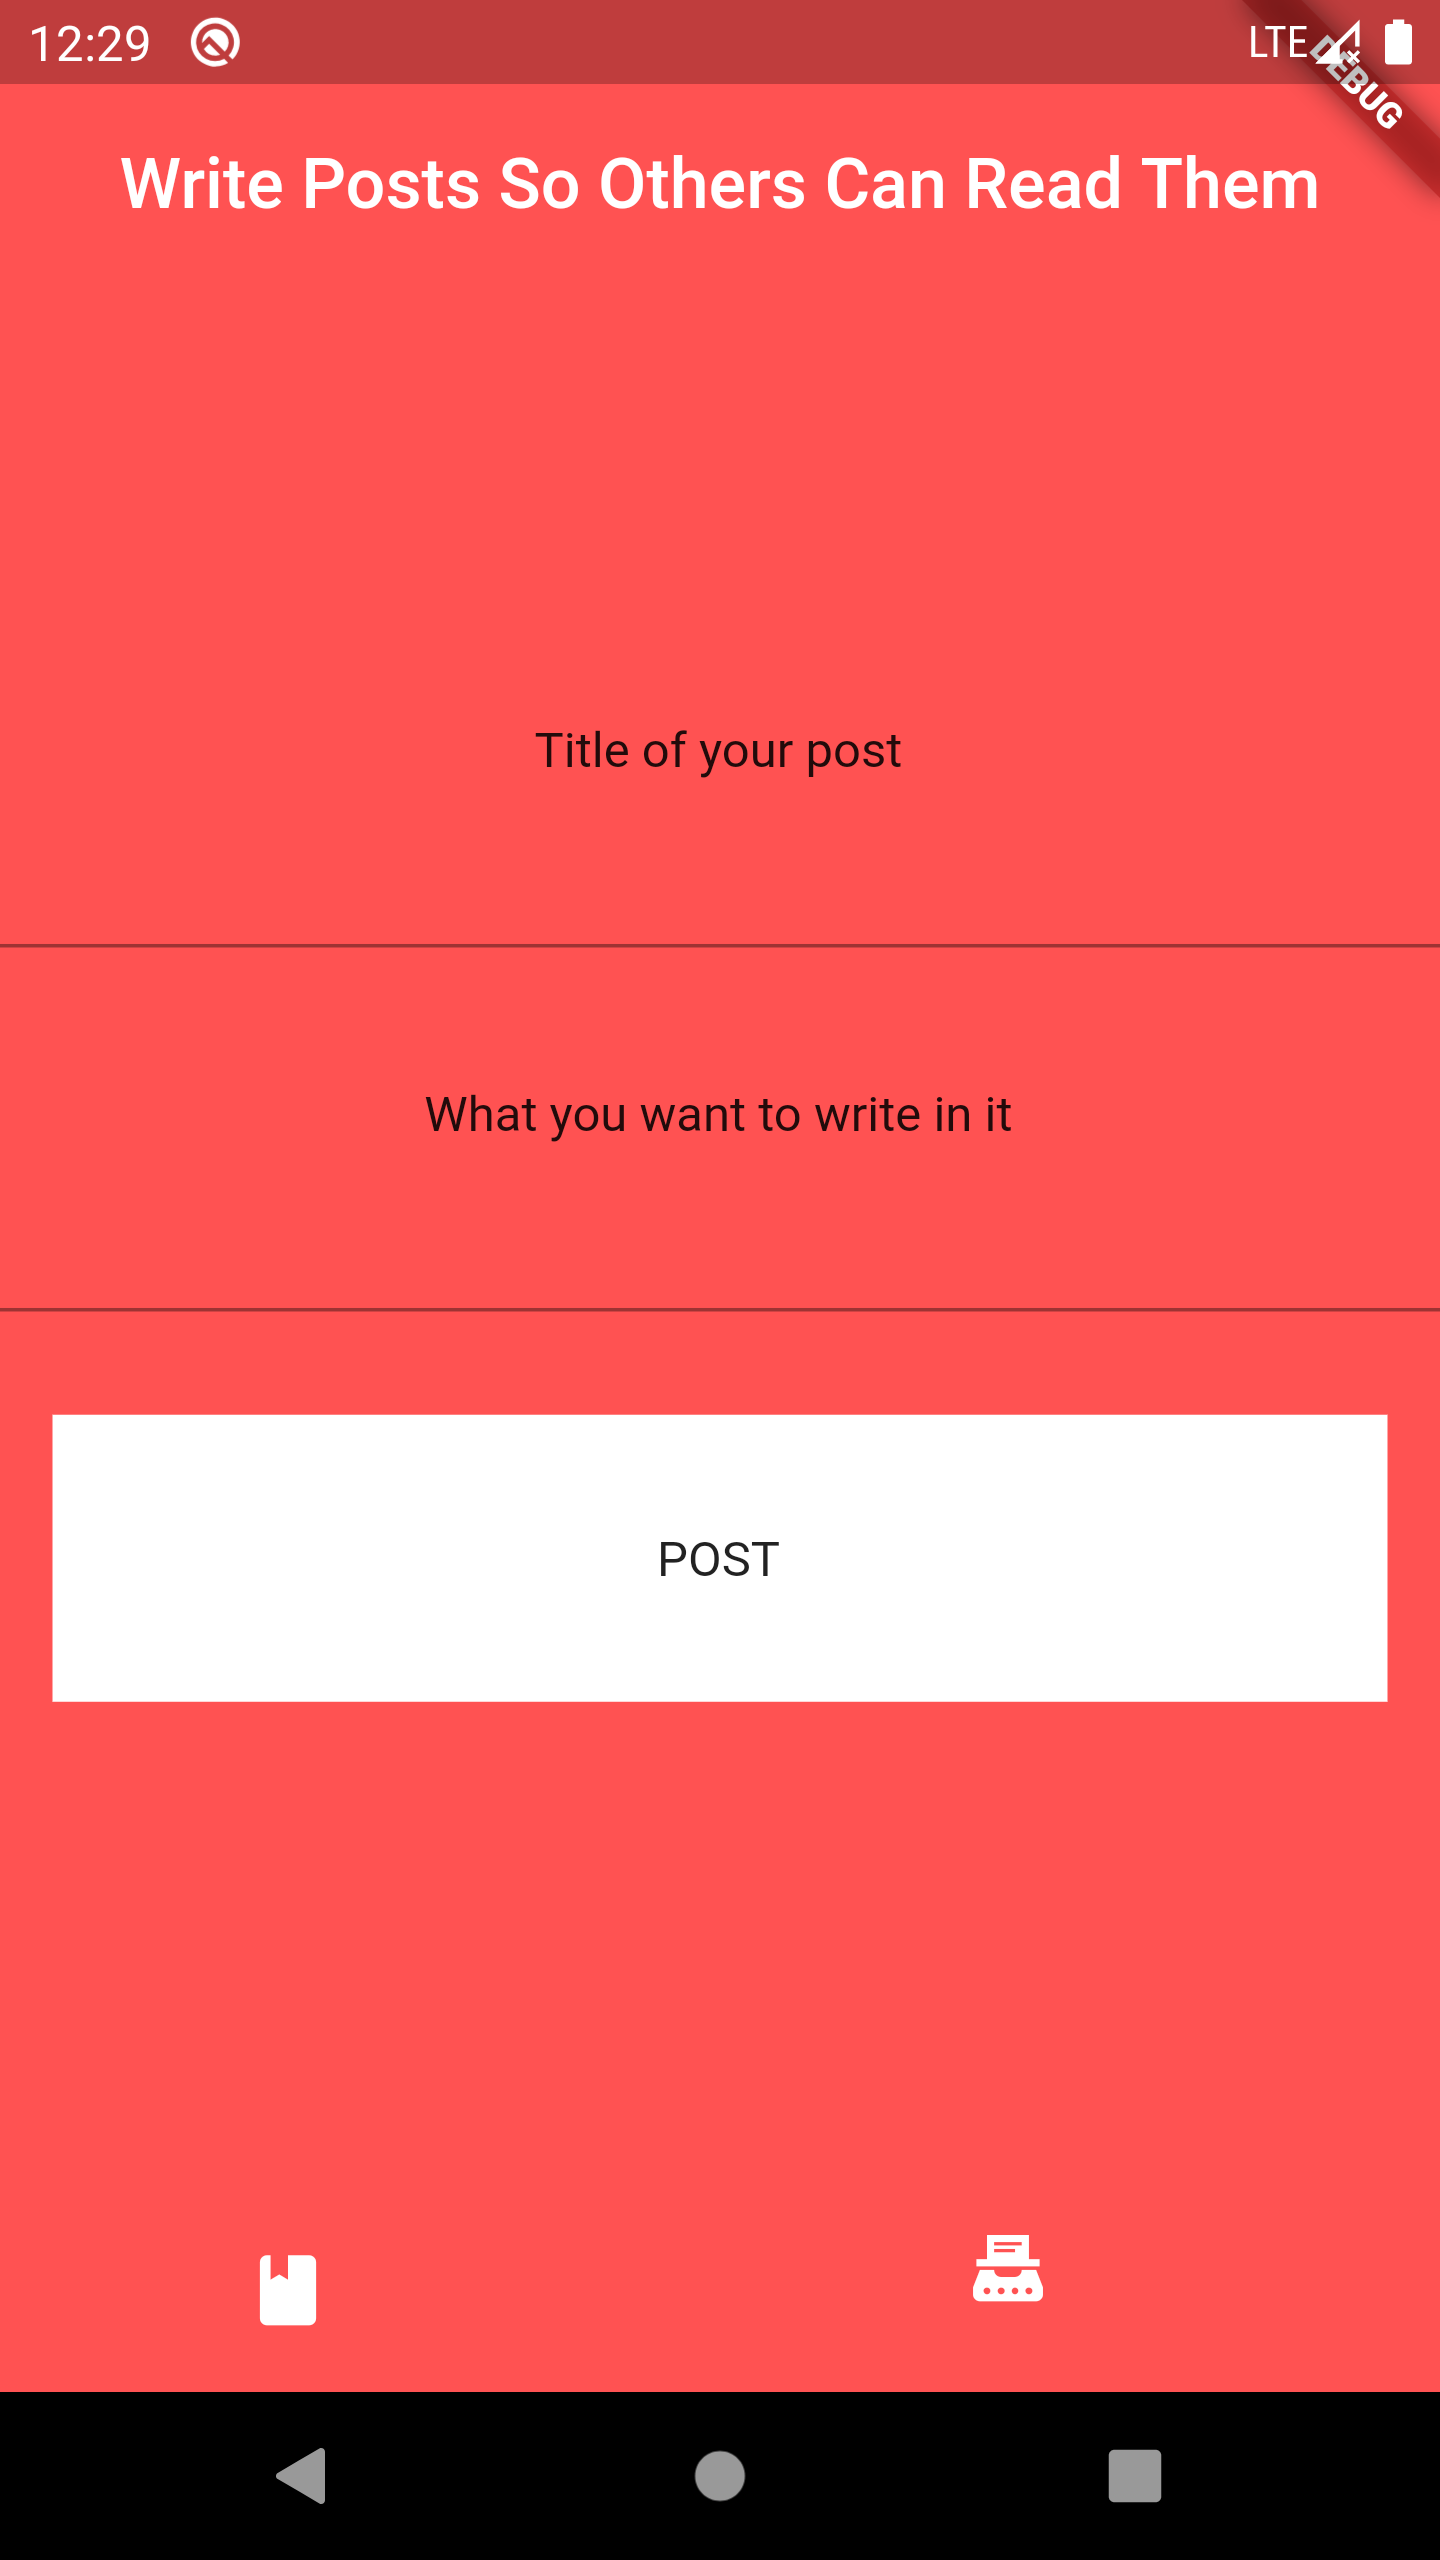 12:29 LTE
DEBUG
Write Posts So Others Can Read Them
Title of your post
What you want to write in it
POST